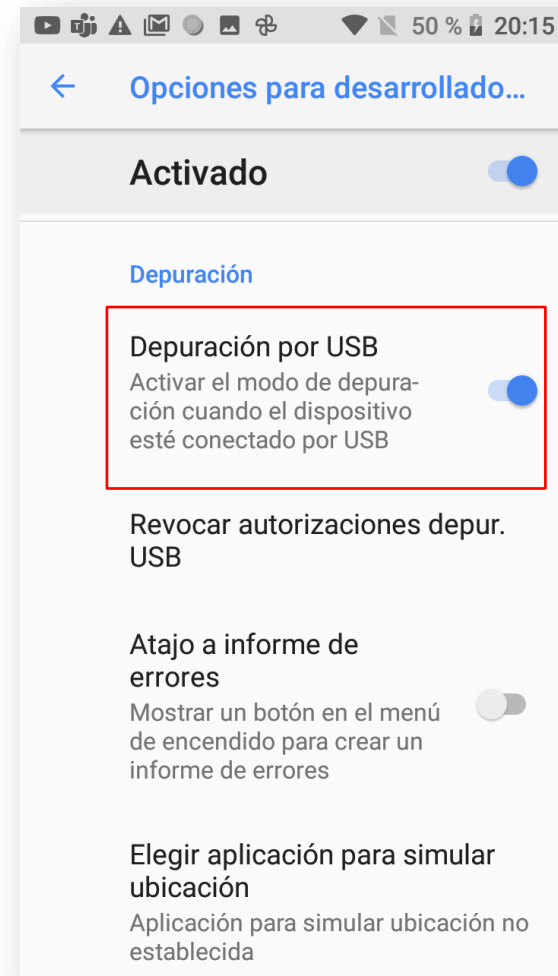 50 % 20:15
Opciones para desarrollado...
Activado
Depuración
Depuración por USB
Activar el modo de depura-
ción cuando el dispositivo
esté conectado por USB
Revocar autorizaciones depur.
USB
Atajo a informe de
errores
Mostrar un botón en el menú
de encendido para crear un
informe de errores
Elegir aplicación para simular
ubicación
Aplicación para simular ubicación no
establecida